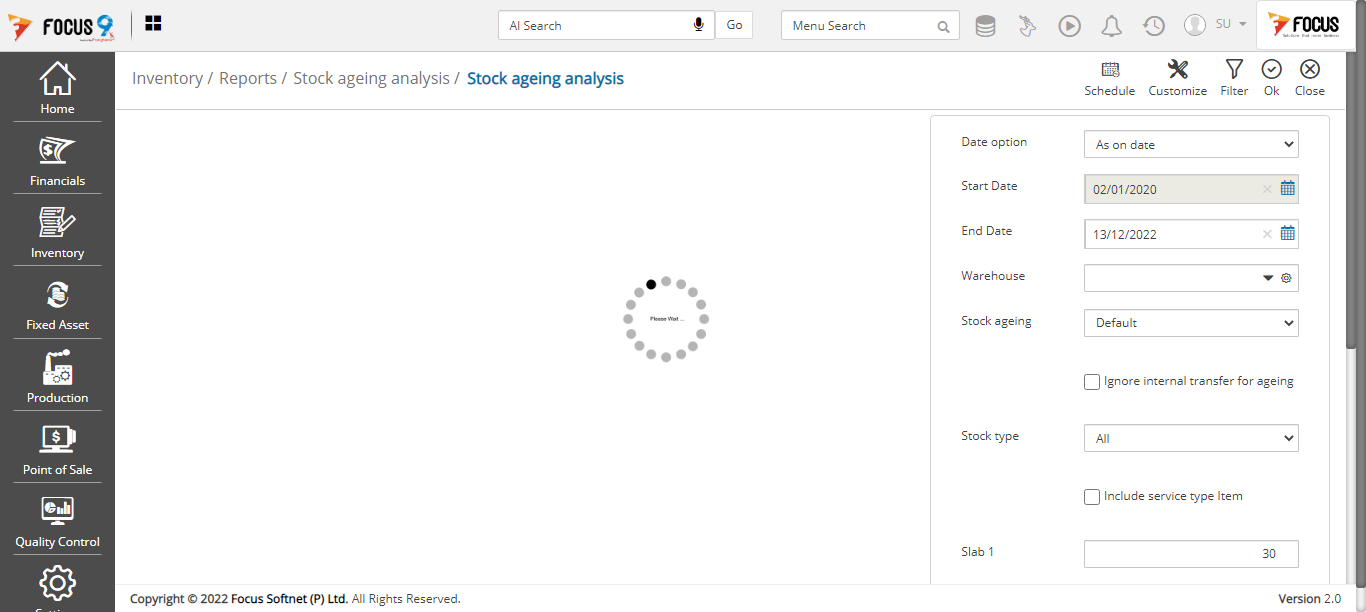 FOCUS 9
AI Search
Go
Menu Search
SU
FOCUS
Home
Financials
Inventory
Fixed Asset
Production
Point of Sale
Quality Control
Inventory / Reports / Stock ageing analysis / Stock ageing analysis
Schedule
Customize
Filter
Ok
Close
Please Wait ...
Date option
As on date
Start Date
02/01/2020
End Date
13/12/2022
Warehouse
Stock ageing
Default
Ignore internal transfer for ageing
Stock type
All
Include service type Item
Slab 1
30
Copyright © 2022 Focus Softnet (P) Ltd. All Rights Reserved.
Version 2.0